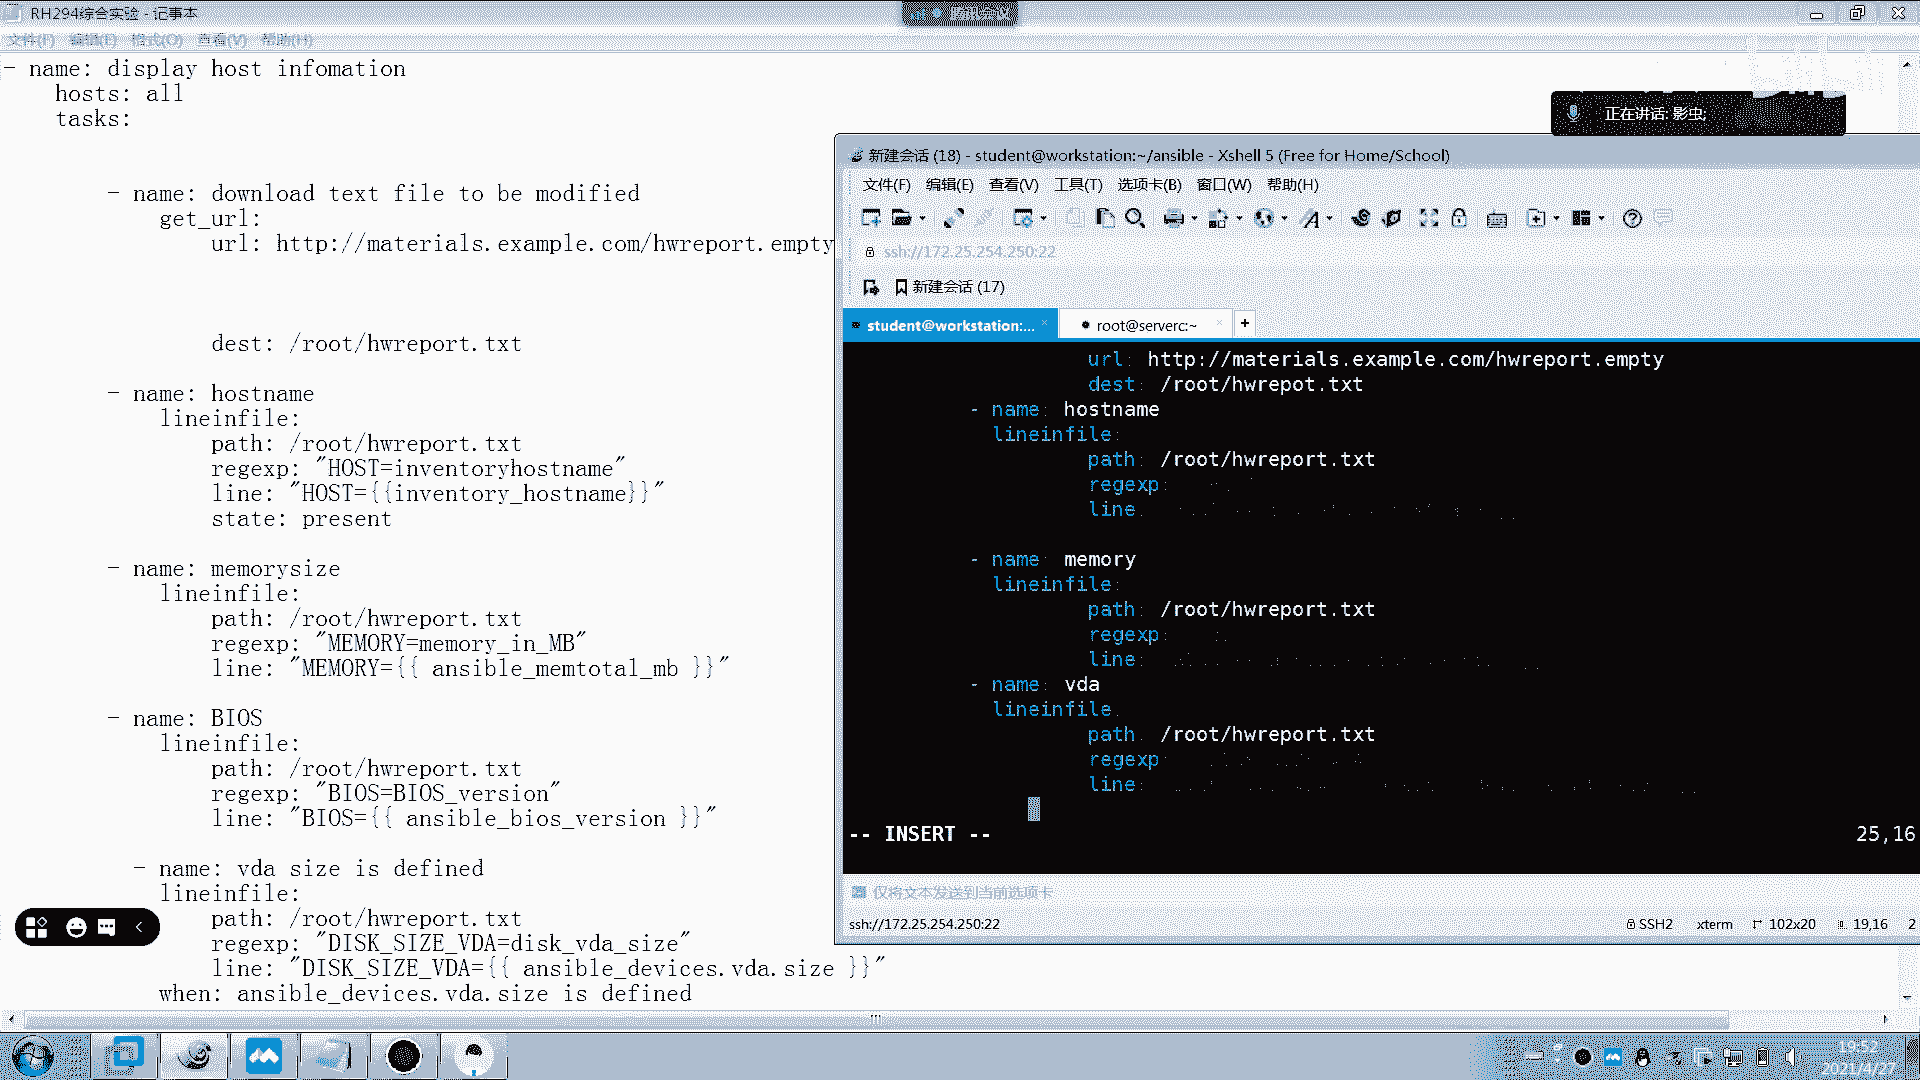 RH294综合实验 - 记事本
文件(F) 编辑(E) 格式(O) 查看(V) 帮助(H)
- name: display host infomation
hosts: all
tasks:
- name: download text file to be modified
get_url:
url: http://materials.example.com/hwreport.empty
dest: /root/hwreport.txt
- name: hostname
lineinfile:
path: /root/hwreport.txt
regexp: "HOST=inventoryhostname"
line: "HOST={{inventory_hostname}}"
state: present
- name: memorysize
lineinfile:
path: /root/hwreport.txt
regexp: "MEMORY=memory_in_MB"
line: "MEMORY={{ ansible_memtotal_mb }}"
- name: BIOS
lineinfile:
path: /root/hwreport.txt
regexp: "BIOS=BIOS_version"
line: "BIOS={{ ansible_bios_version }}"
- name: vda size is defined
lineinfile:
path: /root/hwreport.txt
regexp: "DISK_SIZE_VDA=disk_vda_size"
line: "DISK_SIZE_VDA={{ ansible_devices.vda.size }}"
when: ansible_devices.vda.size is defined
正在讲话: 影虫;
新建会话 (18) - student@workstation:~/ansible - Xshell 5 (Free for Home/School)
文件(F) 编辑(E) 查看(V) 工具(T) 选项卡(B) 窗口(W) 帮助(H)
ssh://172.25.254.250:22
新建会话 (17)
student@workstation:... root@serverc:~
url: http://materials.example.com/hwreport.empty
dest: /root/hwrepot.txt
- name: hostname
lineinfile:
path: /root/hwreport.txt
regexp:
line:
- name: memory
lineinfile:
path: /root/hwreport.txt
regexp:
line:
- name: vda
lineinfile:
path: /root/hwreport.txt
regexp:
line:
-- INSERT -- 25,16
仅将文本发送到当前选项卡
ssh://172.25.254.250:22 SSH2 xterm 102x20 19,16 2
19:52
2021/4/27